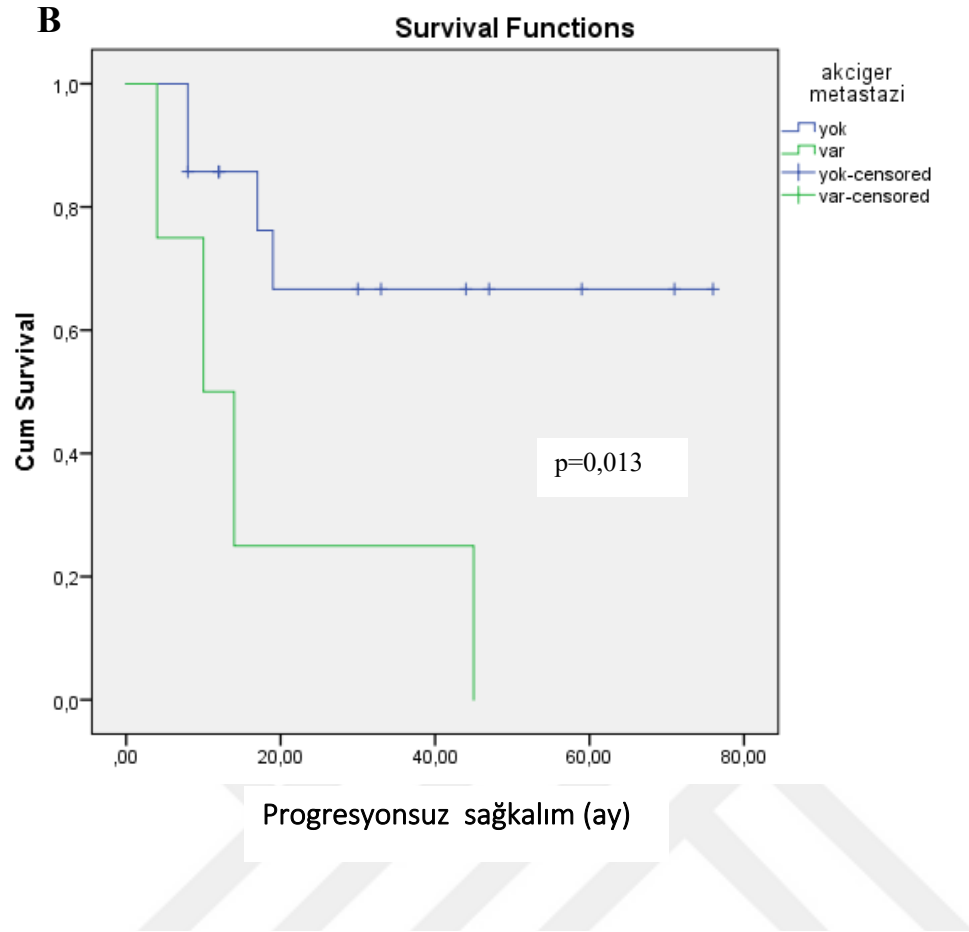 B
Survival Functions
akciger
metastazi
yok
var
yok-censored
var-censored
1,0
0,8
0,6
0,4
0,2
0,0
Cum Survival
p=0,013
,00
20,00
40,00
60,00
80,00
Progresyonsuz sağkalım (ay)